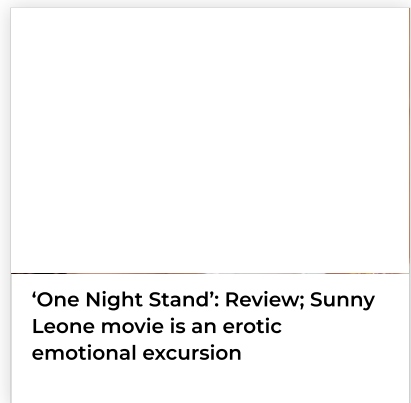 ‘One Night Stand’: Review; Sunny
Leone movie is an erotic
emotional excursion